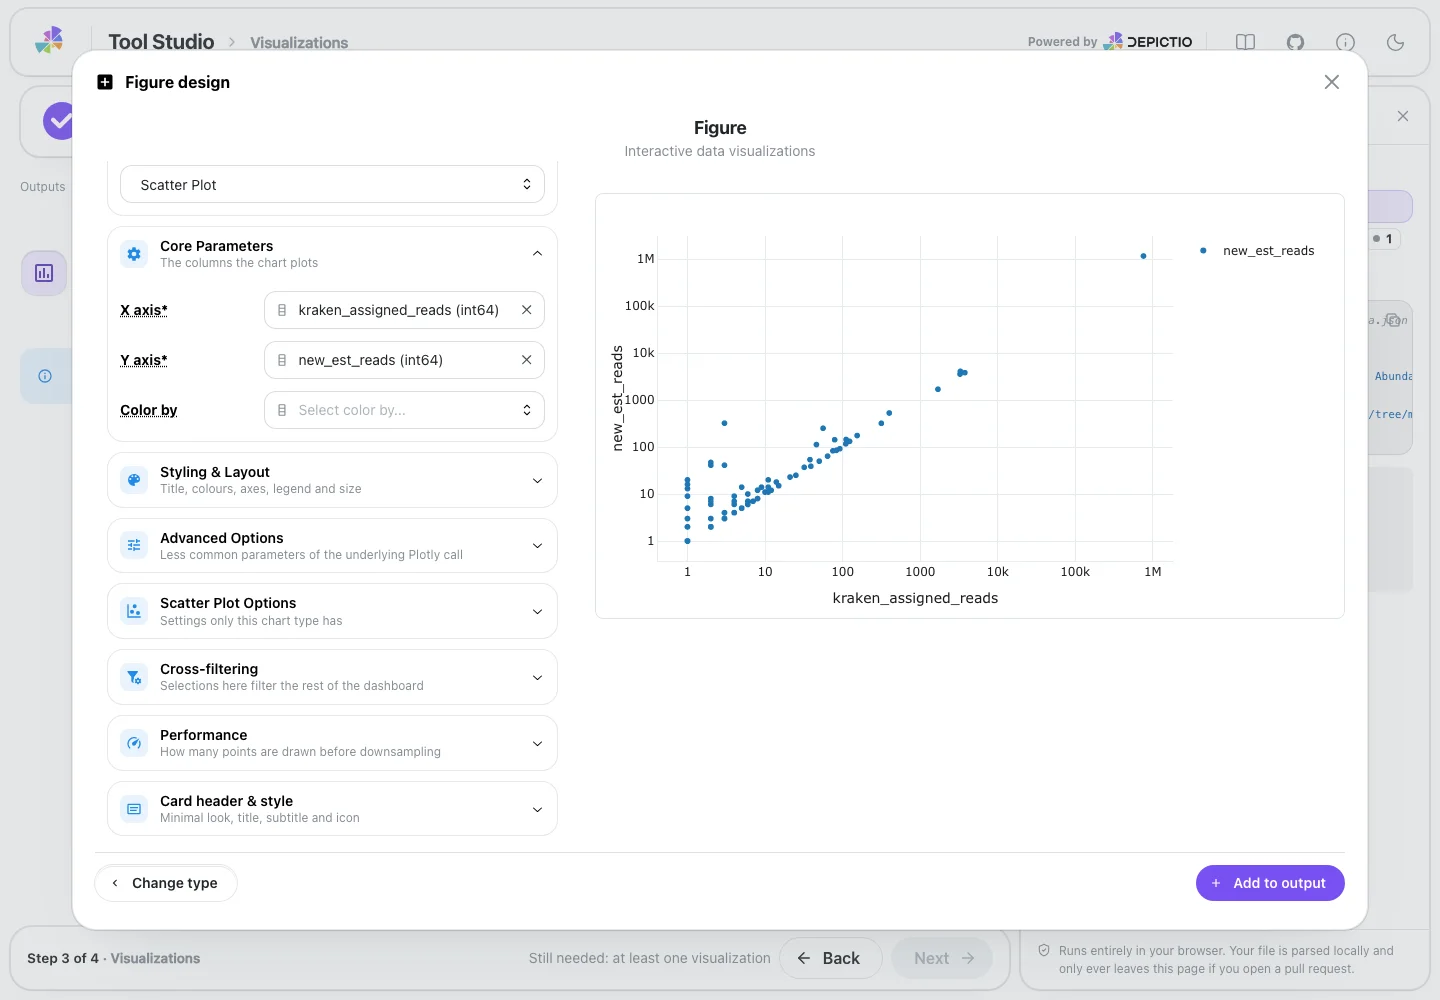 Tool Studio
Visualizations
Powered by DEPICTIO
Figure design
Figure
Interactive data visualizations
Outputs
Scatter Plot
Core Parameters
The columns the chart plots
X axis*
kraken_assigned_reads (int64)
Y axis*
new_est_reads (int64)
Color by
Select color by...
Styling & Layout
Title, colours, axes, legend and size
Advanced Options
Less common parameters of the underlying Plotly call
Scatter Plot Options
Settings only this chart type has
Cross-filtering
Selections here filter the rest of the dashboard
Performance
How many points are drawn before downsampling
Card header & style
Minimal look, title, subtitle and icon
new_est_reads
1M
100k
10k
1000
100
10
1
new_est_reads
1
10
100
1000
10k
100k
1M
kraken_assigned_reads
1
a.json
Abunda
/tree/m
Change type
Add to output
Step 3 of 4 · Visualizations
Still needed: at least one visualization
Back
Next
Runs entirely in your browser. Your file is parsed locally and
only ever leaves this page if you open a pull request.